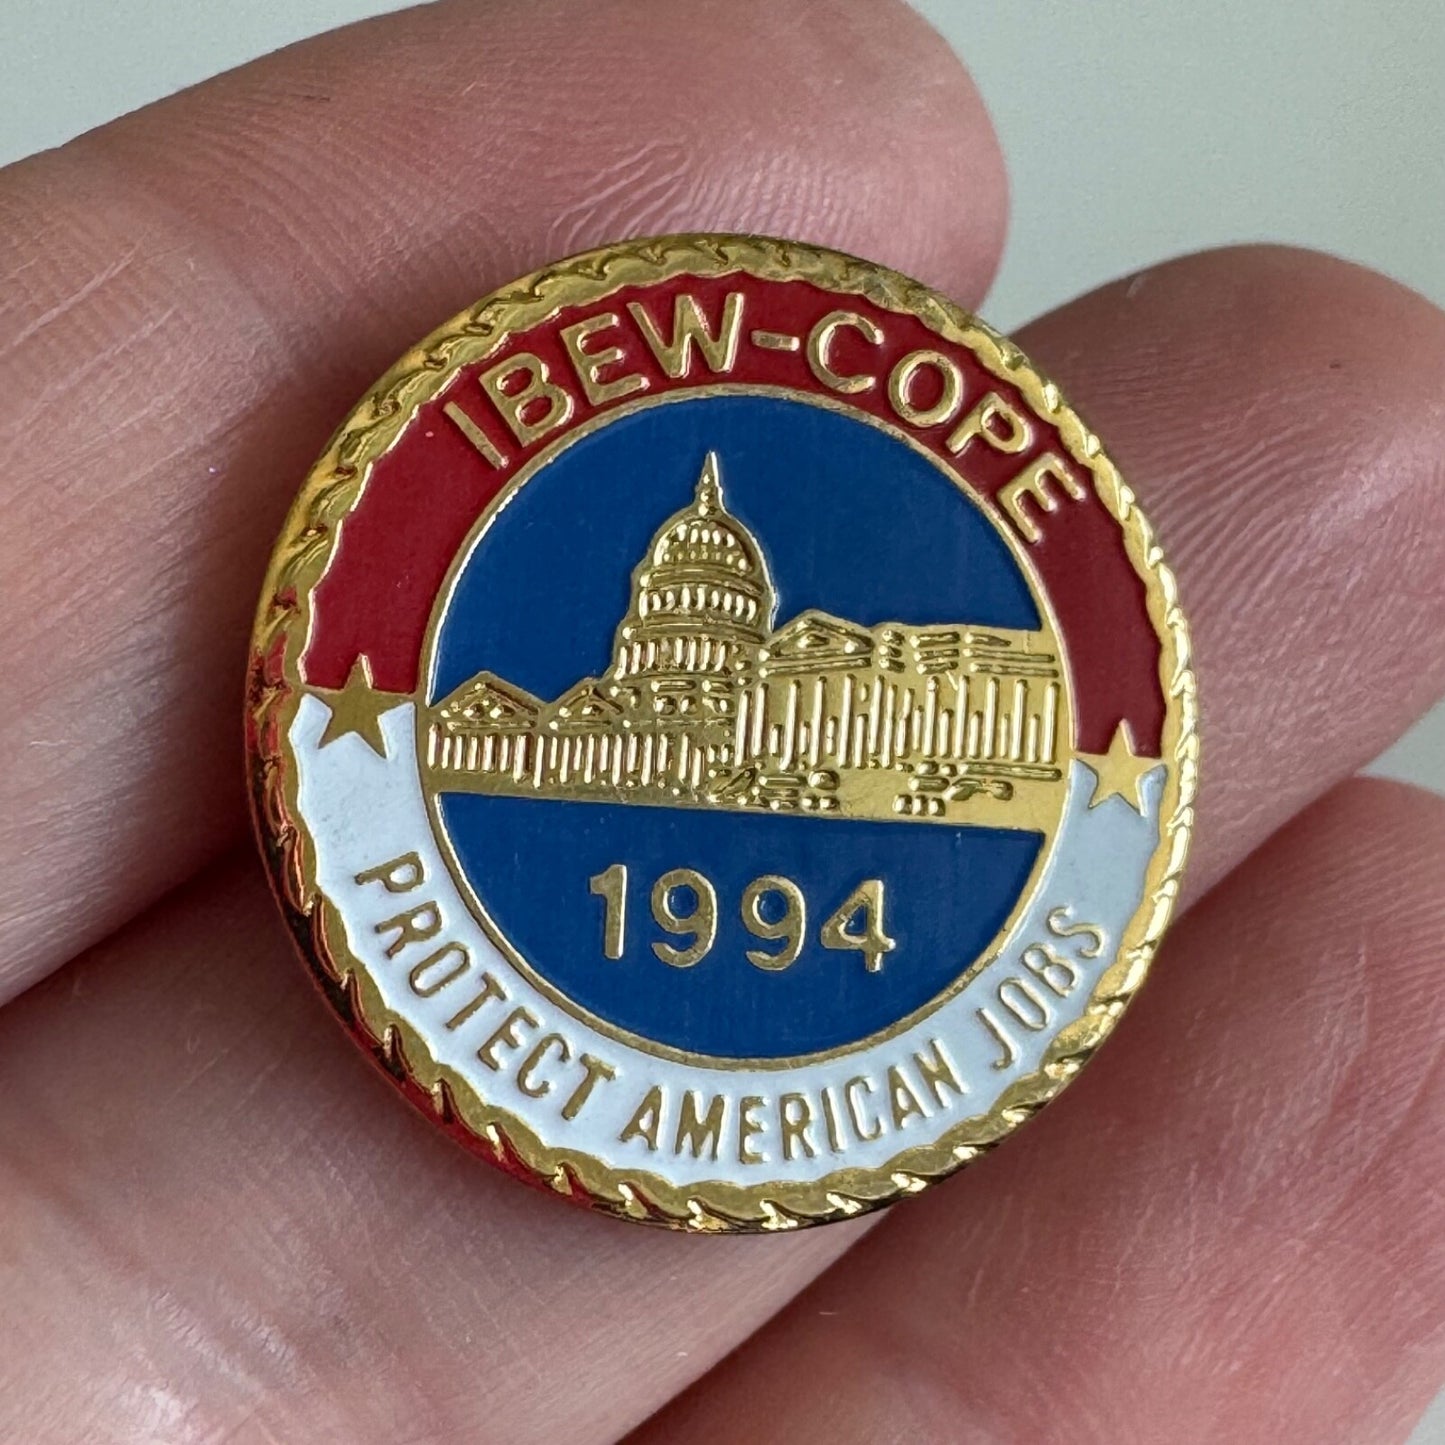 IBEW-COPE
1994
PROTECT AMERICAN JOBS